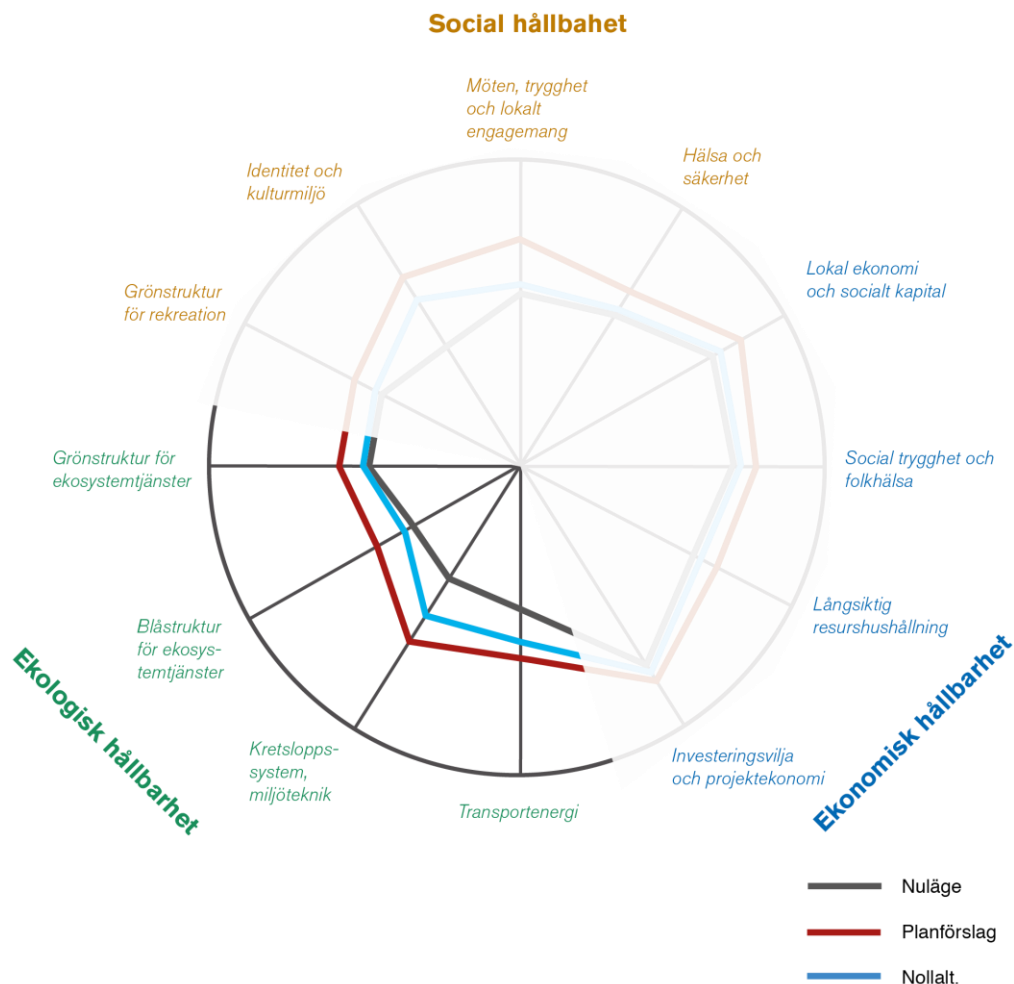 Social hållbahet
Möten, trygghet
och lokalt
engagemang
Hälsa och
säkerhet
Identitet och
kulturmiljö
Lokal ekonomi
och socialt kapital
Grönstruktur
för rekreation
Grönstruktur för
ekosystemtjänster
Social trygghet och
folkhälsa
Långsiktig
resurshushållning
Blåstruktur
för ekosys-
temtjänster
Ekologisk hållbarhet
Ekonomisk hållbarhet
Kretslopps-
system,
miljöteknik
Investeringsvilja
och projektekonomi
Transportenergi
Nuläge
Planförslag
Nollalt.